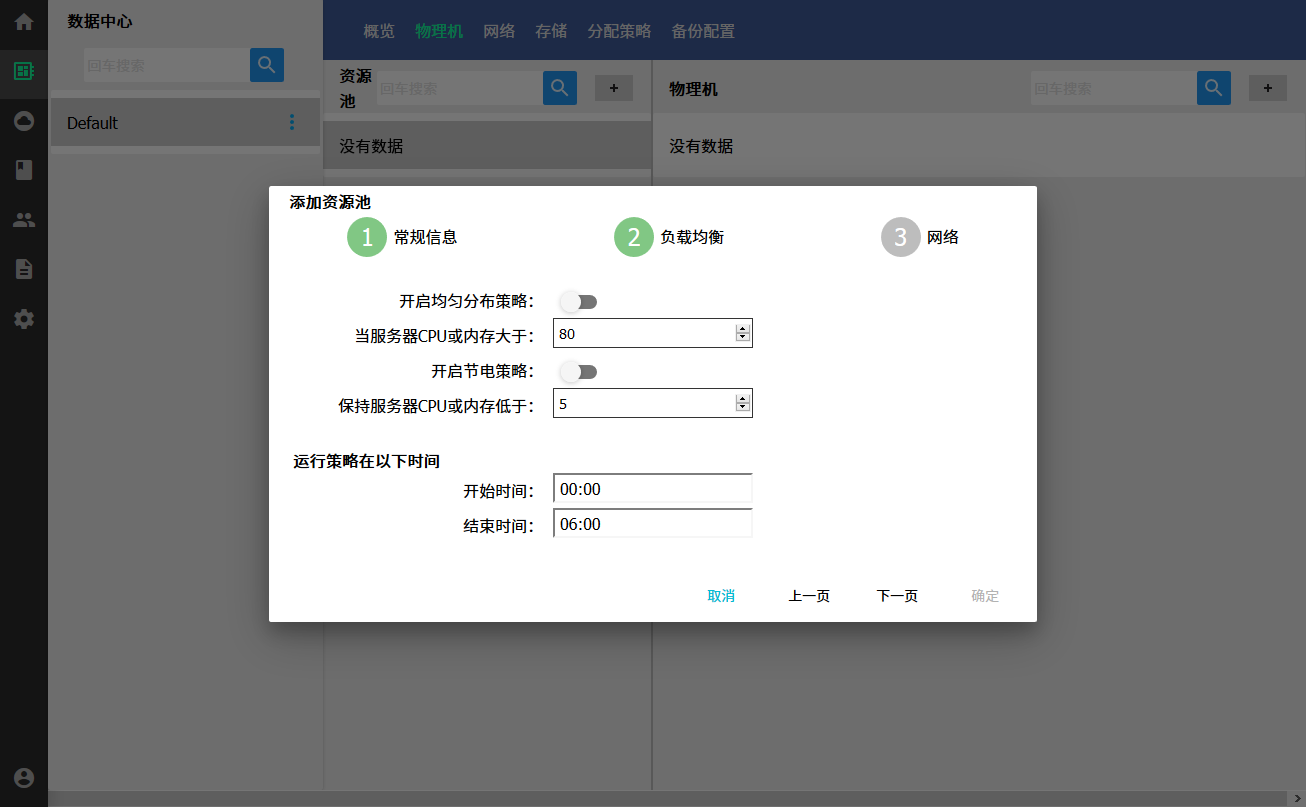 数据中心
回车搜索
Default
概览 物理机 网络 存储 分配策略 备份配置
资源池
回车搜索
+
没有数据
物理机
回车搜索
+
没有数据
添加资源池
1 常规信息
2 负载均衡
3 网络
开启均匀分布策略：
当服务器CPU或内存大于： 80
开启节电策略：
保持服务器CPU或内存低于： 5
运行策略在以下时间
开始时间： 00:00
结束时间： 06:00
取消 上一页 下一页 确定